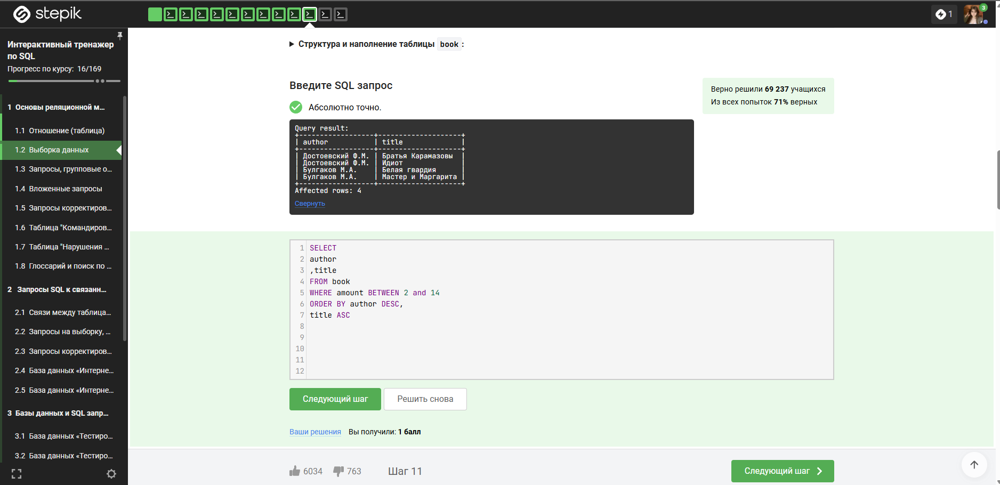 stepik
1
3
Интерактивный тренажер
по SQL
Прогресс по курсу: 16/169
1 Основы реляционной м...
1.1 Отношение (таблица)
1.2 Выборка данных
1.3 Запросы, групповые о...
1.4 Вложенные запросы
1.5 Запросы корректиров...
1.6 Таблица "Командиров...
1.7 Таблица "Нарушения ...
1.8 Глоссарий и поиск по ...
2 Запросы SQL к связанн...
2.1 Связи между таблица...
2.2 Запросы на выборку, ...
2.3 Запросы корректиров...
2.4 База данных «Интерне...
2.5 База данных «Интерне...
3 Базы данных и SQL запр...
3.1 База данных «Тестиро...
3.2 База данных «Тестиро...
Структура и наполнение таблицы book:
Введите SQL запрос
Абсолютно точно.
Верно решили 69 237 учащихся
Из всех попыток 71% верных
Query result:
+------------------+--------------------+
| author | title |
+------------------+--------------------+
| Достоевский Ф.М. | Братья Карамазовы |
| Достоевский Ф.М. | Идиот |
| Булгаков М.А. | Белая гвардия |
| Булгаков М.А. | Мастер и Маргарита |
+------------------+--------------------+
Affected rows: 4
Свернуть
1 SELECT
2 author
3 ,title
4 FROM book
5 WHERE amount BETWEEN 2 and 14
6 ORDER BY author DESC,
7 title ASC
8
9
10
11
12
Следующий шаг
Решить снова
Ваши решения Вы получили: 1 балл
6034
763
Шаг 11
Следующий шаг